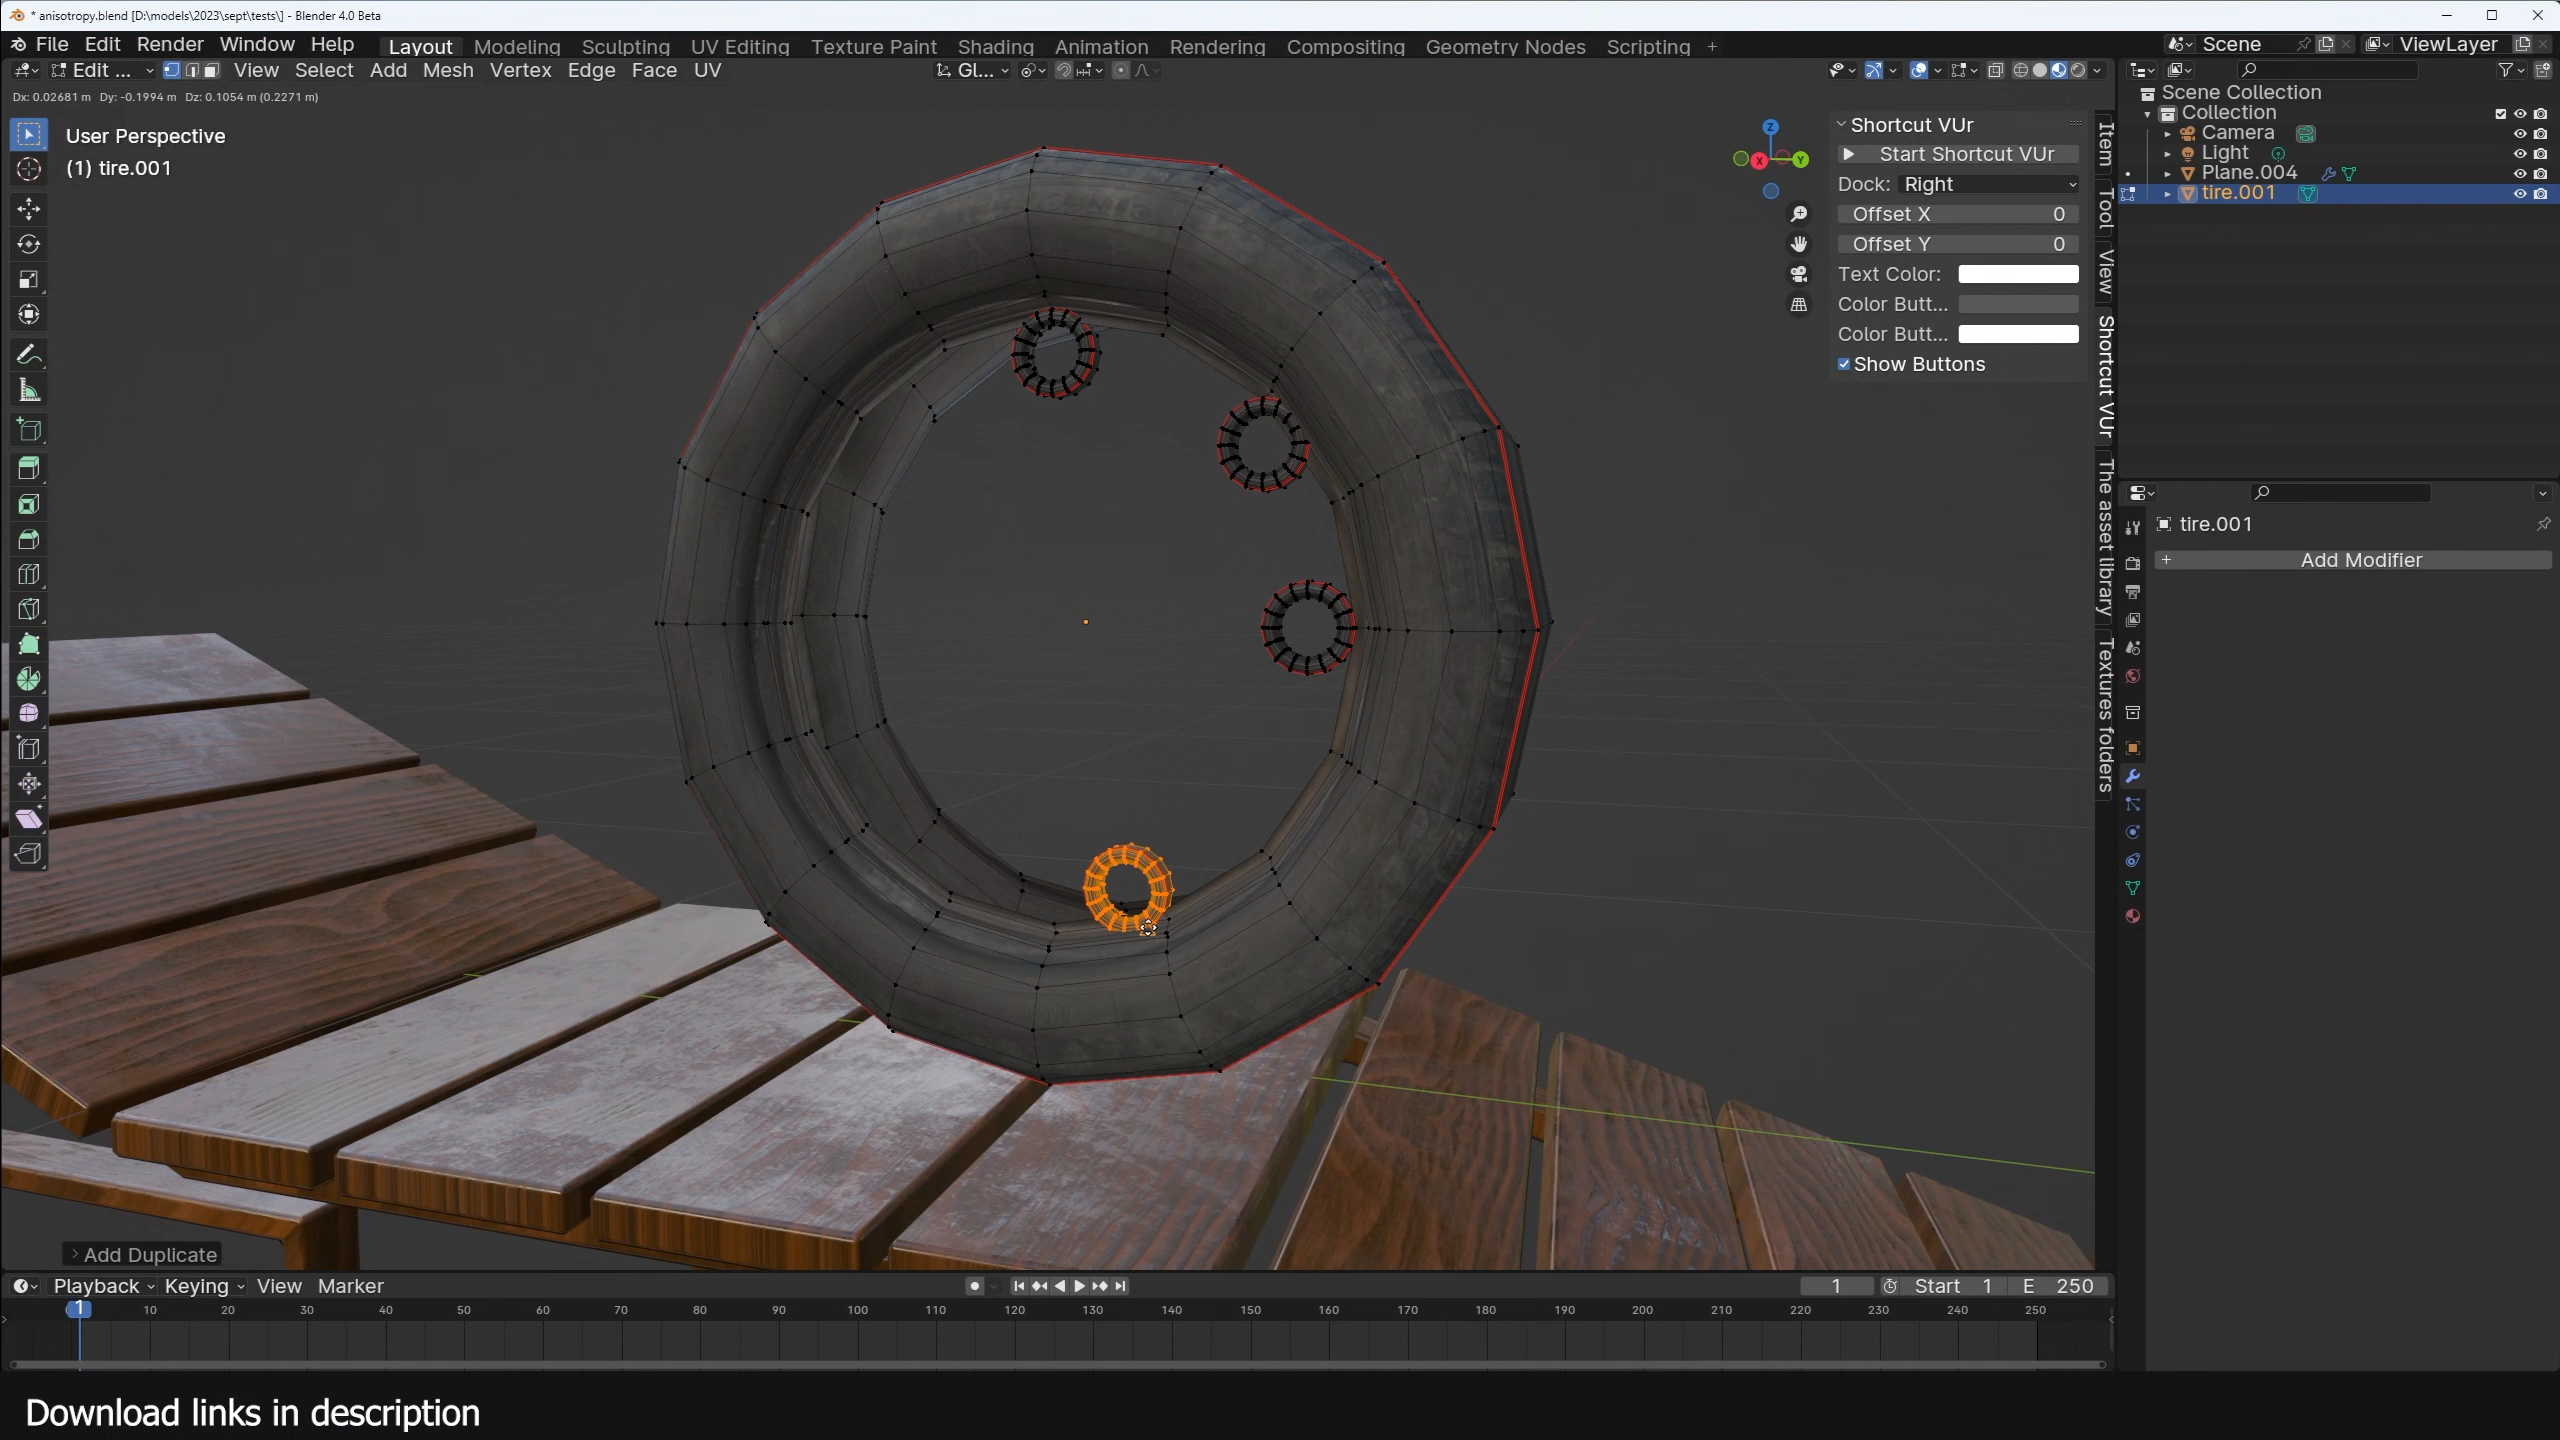 * anisotropy.blend [D:\models\2023\sept\tests\] - Blender 4.0 Beta
File Edit Render Window Help Layout Modeling Sculpting UV Editing Texture Paint Shading Animation Rendering Compositing Geometry Nodes Scripting + Scene ViewLayer
Edit ... View Select Add Mesh Vertex Edge Face UV Gl...
Dx: 0.02681 m Dy: -0.1994 m Dz: 0.1054 m (0.2271 m)
User Perspective
(1) tire.001
Z
X
Y
Shortcut VUr
Start Shortcut VUr
Dock: Right
Offset X 0
Offset Y 0
Text Color:
Color Butt...
Color Butt...
Show Buttons
Item
Tool
View
Shortcut VUr
The asset library
Textures folders
Scene Collection
Collection
Camera
Light
Plane.004
tire.001
tire.001
+ Add Modifier
> Add Duplicate
Playback Keying View Marker 1 Start 1 E 250
1 10 20 30 40 50 60 70 80 90 100 110 120 130 140 150 160 170 180 190 200 210 220 230 240 250
Download links in description